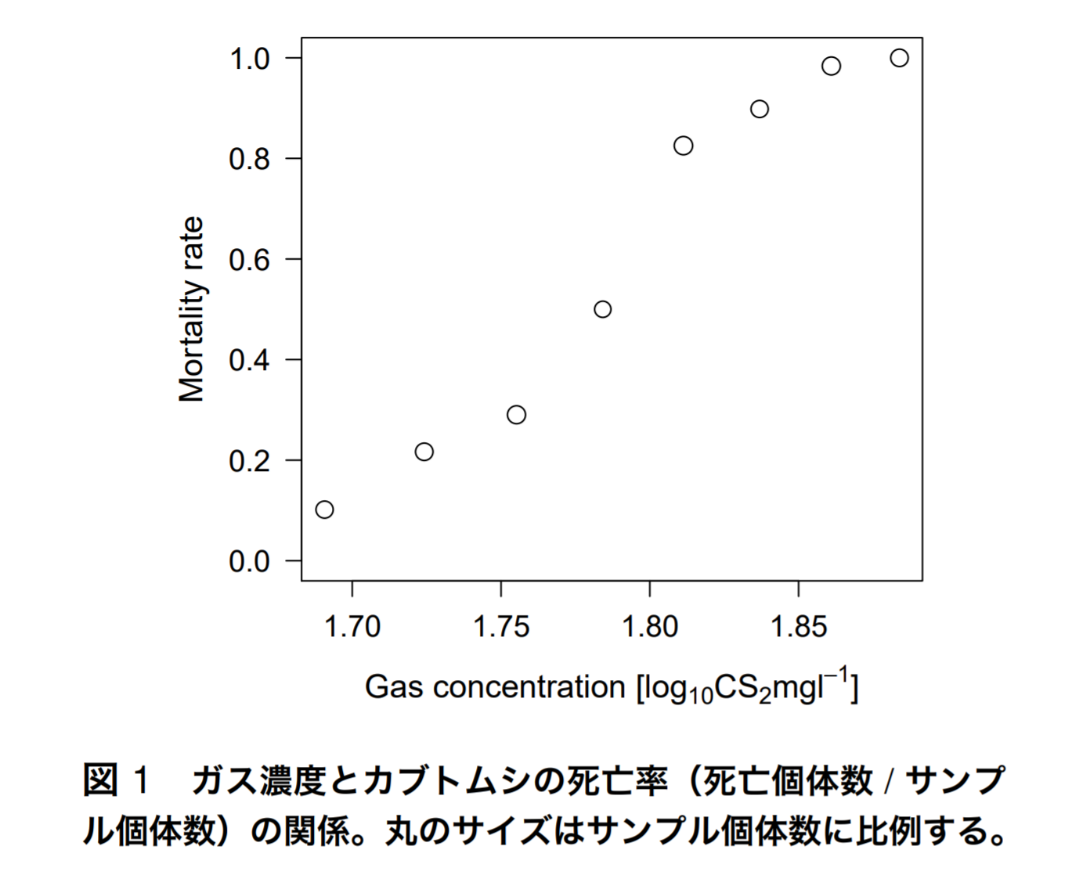 1.0
0.8
0.6
0.4
0.2
0.0
Mortality rate
1.70 1.75 1.80 1.85
Gas concentration [log₁₀CS₂mgl⁻¹]
図 1 ガス濃度とカブトムシの死亡率（死亡個体数 / サンプ
ル個体数）の関係。丸のサイズはサンプル個体数に比例する。